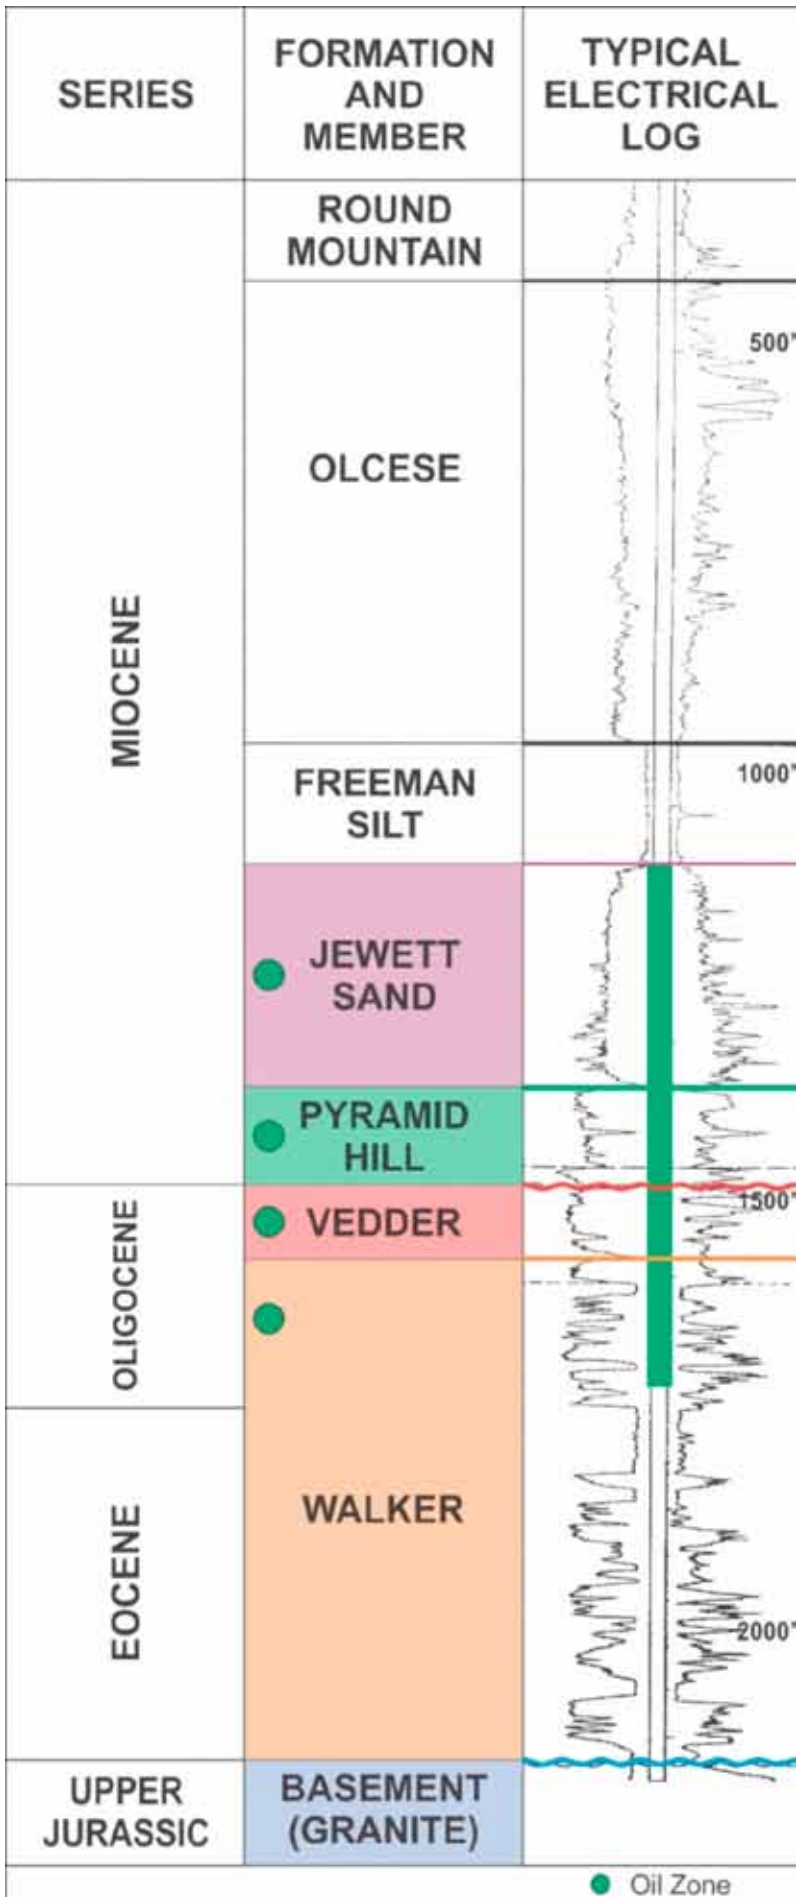 SERIES
FORMATION
AND
MEMBER
TYPICAL
ELECTRICAL
LOG
MIOCENE
ROUND
MOUNTAIN
500'
OLCESE
FREEMAN
SILT
1000'
JEWETT
SAND
PYRAMID
HILL
OLIGOCENE
VEDDER
1500'
EOCENE
WALKER
2000'
UPPER
JURASSIC
BASEMENT
(GRANITE)
Oil Zone